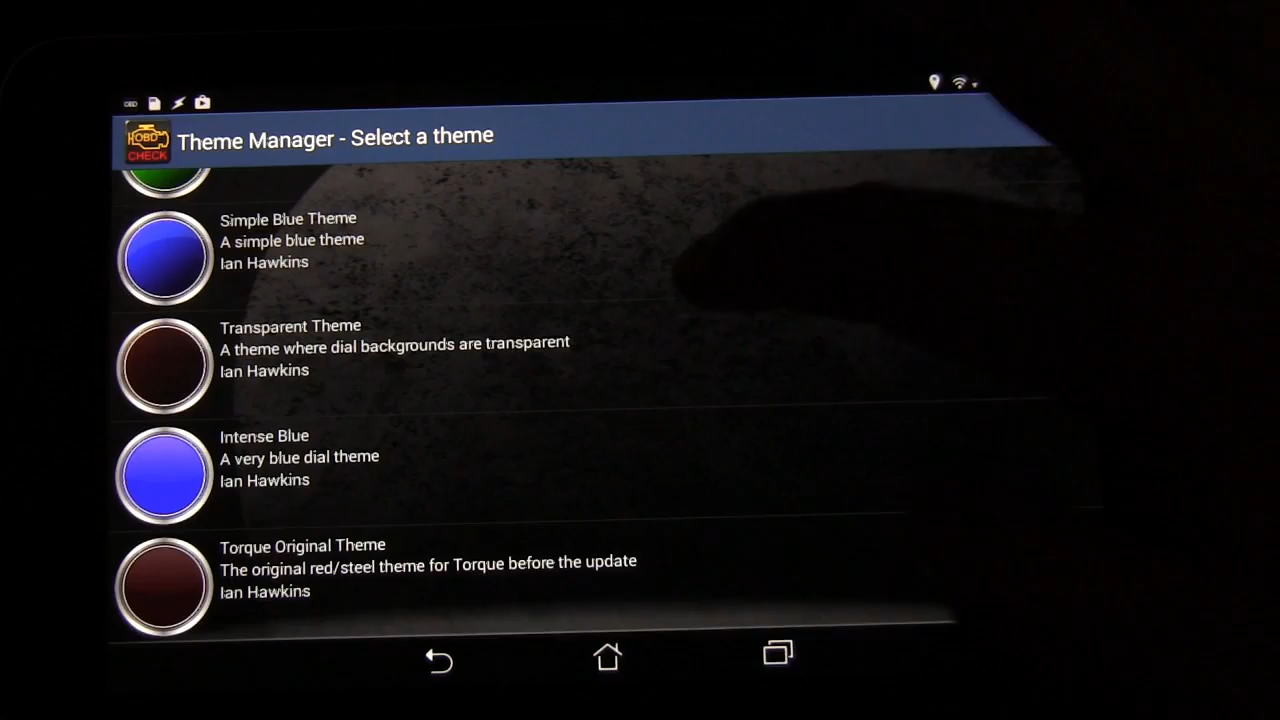 OBD
OBD
CHECK
Theme Manager - Select a theme
Simple Blue Theme
A simple blue theme
Ian Hawkins
Transparent Theme
A theme where dial backgrounds are transparent
Ian Hawkins
Intense Blue
A very blue dial theme
Ian Hawkins
Torque Original Theme
The original red/steel theme for Torque before the update
Ian Hawkins